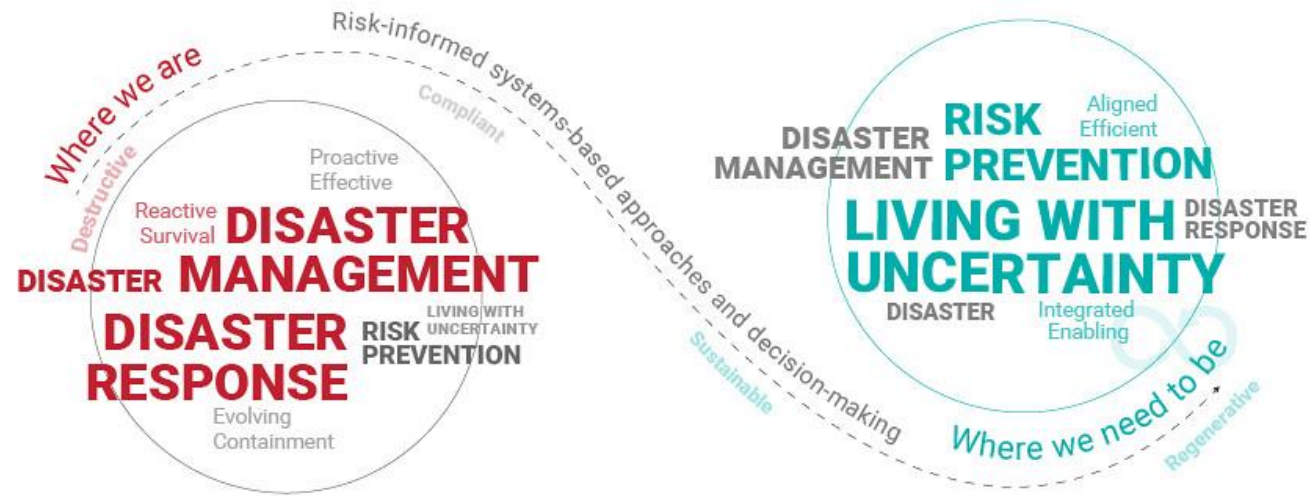 Where we are
Risk-informed systems-based approaches and decision-making
Where we need to be
Destructive
Compliant
Sustainable
Regenerative
Proactive
Effective
Reactive
Survival
DISASTER
MANAGEMENT
DISASTER
DISASTER
RESPONSE
RISK
PREVENTION
LIVING WITH
UNCERTAINTY
Evolving
Containment
DISASTER
MANAGEMENT
RISK
PREVENTION
Aligned
Efficient
LIVING WITH
UNCERTAINTY
DISASTER
RESPONSE
DISASTER
Integrated
Enabling